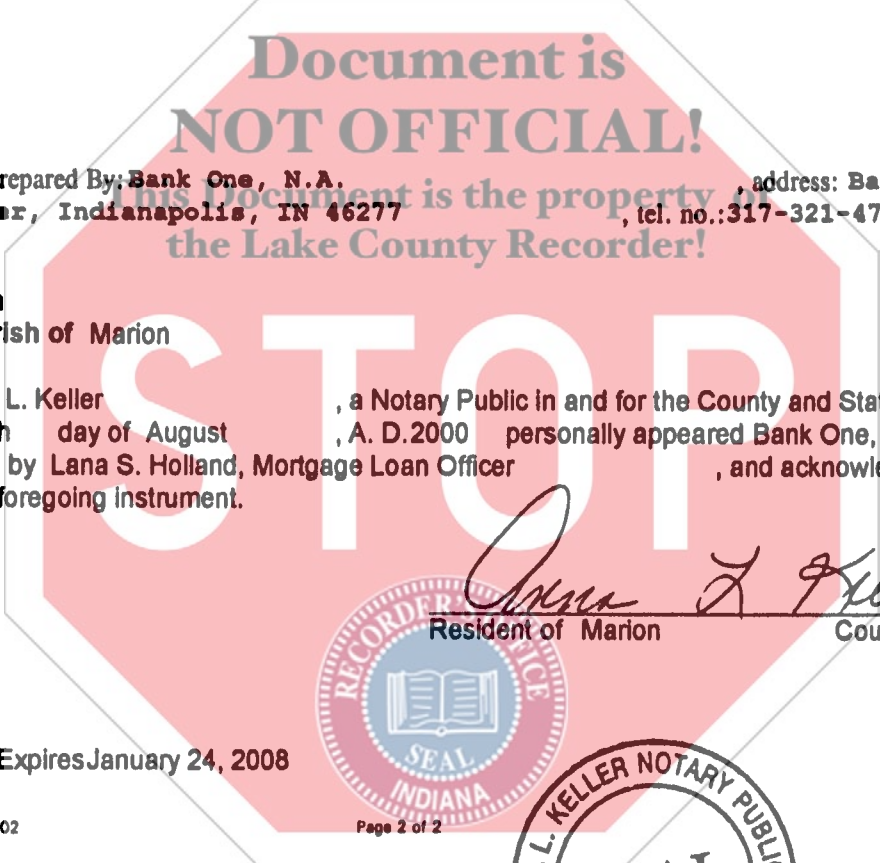 Document is
NOT OFFICIAL!
This Document is the property of
the Lake County Recorder!
STOP
repared By: Bank One, N.A. , address: Ba
er, Indianapolis, IN 46277 , tel. no.:317-321-47
rish of Marion
L. Keller , a Notary Public in and for the County and Stat
h day of August , A. D.2000 personally appeared Bank One,
by Lana S. Holland, Mortgage Loan Officer , and acknowle
foregoing instrument.
Anna L Ke
Resident of Marion Cou
RECORDER'S OFFICE
SEAL
INDIANA
Expires January 24, 2008
L. KELLER NOTARY PUBLIC
02 Page 2 of 2